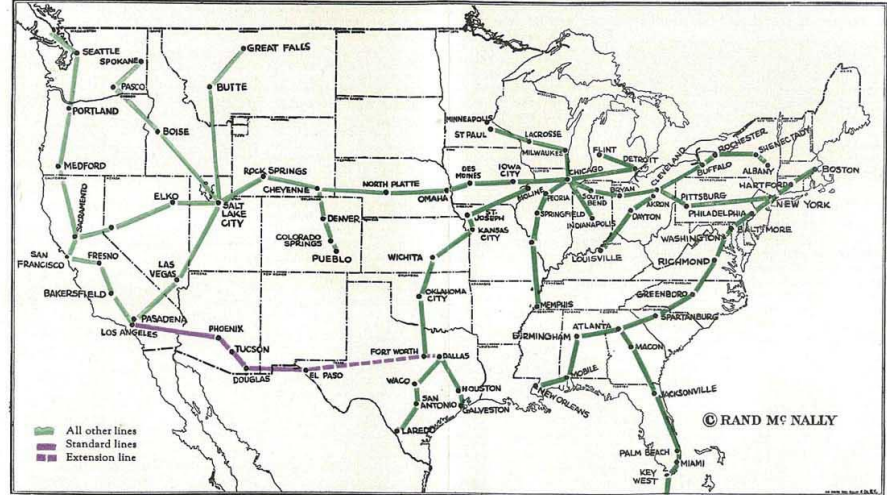 SEATTLE
SPOKANE
PASCO
PORTLAND
MEDFORD
BOISE
GREAT FALLS
BUTTE
ROCK SPRINGS
CHEYENNE
SALT
LAKE
CITY
ELKO
SACRAMENTO
SAN
FRANCISCO
FRESNO
BAKERSFIELD
LAS
VEGAS
PASADENA
LOS ANGELES
PHOENIX
TUCSON
DOUGLAS
EL PASO
DENVER
COLORADO
SPRINGS
PUEBLO
NORTH PLATTE
OMAHA
DES
MOINES
IOWA
CITY
MOLINE
ST.
JOSEPH
KANSAS
CITY
WICHITA
OKLAHOMA
CITY
FORT WORTH
DALLAS
WACO
SAN
ANTONIO
LAREDO
HOUSTON
GALVESTON
MINNEAPOLIS
ST PAUL
LACROSSE
MILWAUKEE
CHICAGO
FLINT
DETROIT
SOUTH
BEND
BRYAN
PEORIA
SPRINGFIELD
INDIANAPOLIS
LOUISVILLE
DAYTON
AKRON
CLEVELAND
PITTSBURG
BUFFALO
ROCHESTER
SHENECTADY
ALBANY
BOSTON
HARTFORD
NEW YORK
PHILADELPHIA
BALTIMORE
WASHINGTON
RICHMOND
GREENBORO
SPARTANBURG
ATLANTA
BIRMINGHAM
MEMPHIS
MACON
MOBILE
NEW ORLEANS
JACKSONVILLE
PALM BEACH
MIAMI
KEY
WEST
© RAND MC NALLY
All other lines
Standard lines
Extension line